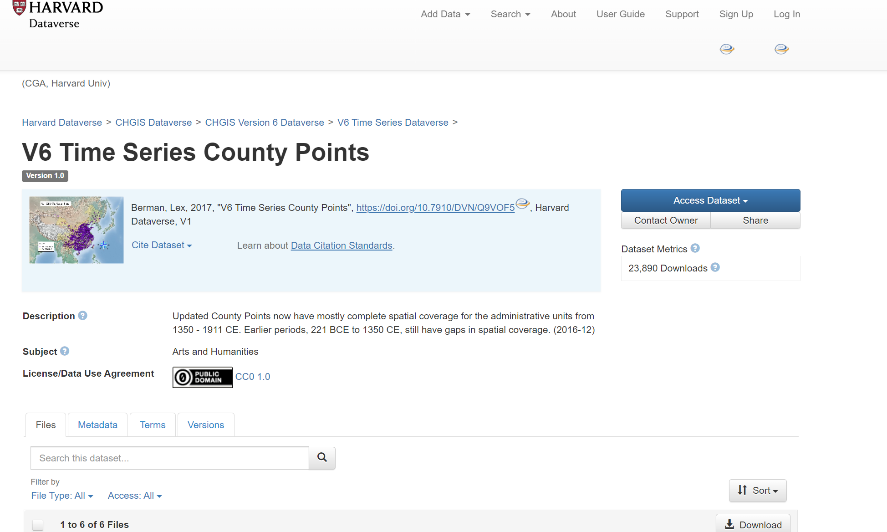 HARVARD
Dataverse
Add Data Search About User Guide Support Sign Up Log In
(CGA, Harvard Univ)
Harvard Dataverse > CHGIS Dataverse > CHGIS Version 6 Dataverse > V6 Time Series Dataverse >
V6 Time Series County Points
Version 1.0
Berman, Lex, 2017, "V6 Time Series County Points", https://doi.org/10.7910/DVN/Q9VOF5, Harvard
Dataverse, V1
Cite Dataset Learn about Data Citation Standards.
Access Dataset
Contact Owner Share
Dataset Metrics ?
23,890 Downloads ?
Description ? Updated County Points now have mostly complete spatial coverage for the administrative units from
1350 - 1911 CE. Earlier periods, 221 BCE to 1350 CE, still have gaps in spatial coverage. (2016-12)
Subject ? Arts and Humanities
License/Data Use Agreement PUBLIC DOMAIN CC0 1.0
Files Metadata Terms Versions
Search this dataset...
Filter by
File Type: All Access: All
Sort
1 to 6 of 6 Files
Download